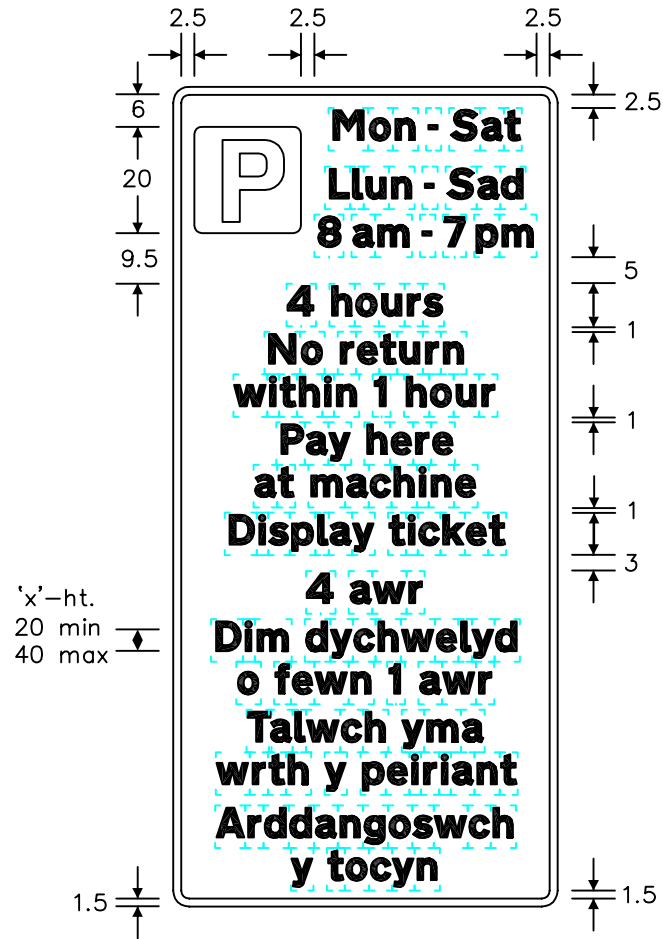 2.5 2.5 2.5
6
2.5
P
Mon - Sat
Llun - Sad
8 am - 7 pm
20
9.5
5
4 hours
1
No return
within 1 hour
1
Pay here
at machine
1
Display ticket
3
4 awr
'x'-ht.
20 min
40 max
Dim dychwelyd
o fewn 1 awr
Talwch yma
wrth y peiriant
Arddangoswch
y tocyn
1.5
1.5